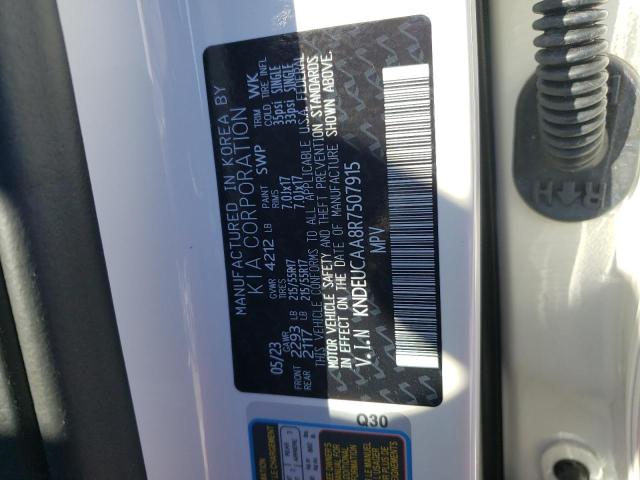 MANUFACTURED IN KOREA BY
KIA CORPORATION
05/23 GVWR 4212 LB PAINT SWP TRIM WK
GAWR TIRES RIMS COLD TIRE INFL
FRONT 2293 LB 215/55R17 7.0Jx17 35psi SINGLE
REAR 2117 LB 215/55R17 7.0Jx17 33psi SINGLE
THIS VEHICLE CONFORMS TO ALL APPLICABLE U.S.A. FEDERAL
MOTOR VEHICLE SAFETY AND THEFT PREVENTION STANDARDS
IN EFFECT ON THE DATE OF MANUFACTURE SHOWN ABOVE.
V.I.N KNDEUCAA8R7507915
MPV
Q30
R H